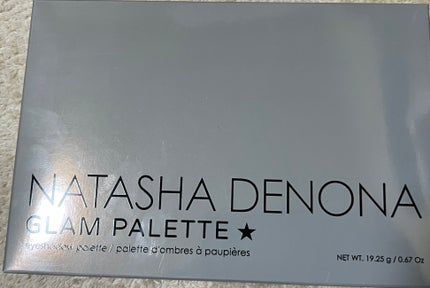 NATASHA DENONA
GLAM PALETTE ★
eyeshadow palette / palette d'ombres à paupières
NET WT. 19.25 g / 0.67 Oz